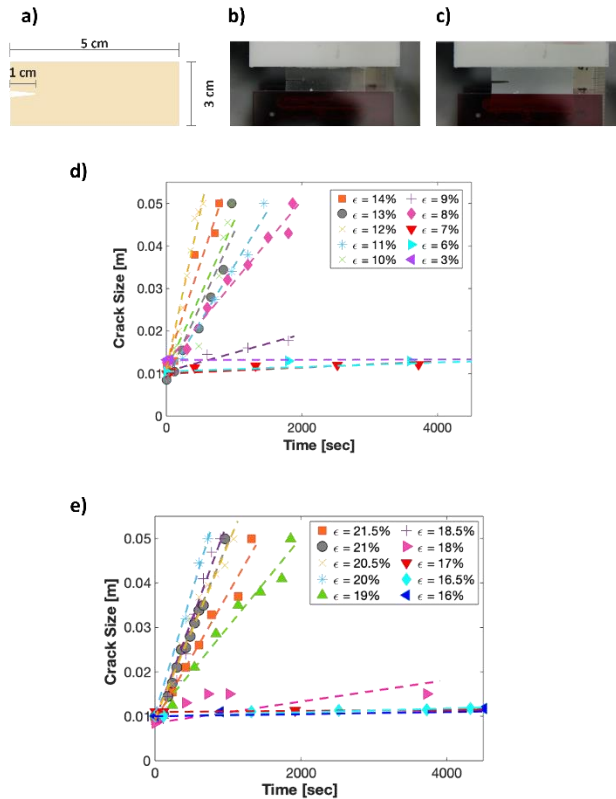 a) b) c)
5 cm
1 cm
3 cm
d)
0.05
0.04
0.03
0.02
0.01
0
Crack Size [m]
ϵ = 14%
ϵ = 13%
ϵ = 12%
ϵ = 11%
ϵ = 10%
ϵ = 9%
ϵ = 8%
ϵ = 7%
ϵ = 6%
ϵ = 3%
0 2000 4000
Time [sec]
e)
0.05
0.04
0.03
0.02
0.01
0
Crack Size [m]
ϵ = 21.5%
ϵ = 21%
ϵ = 20.5%
ϵ = 20%
ϵ = 19%
ϵ = 18.5%
ϵ = 18%
ϵ = 17%
ϵ = 16.5%
ϵ = 16%
0 2000 4000
Time [sec]